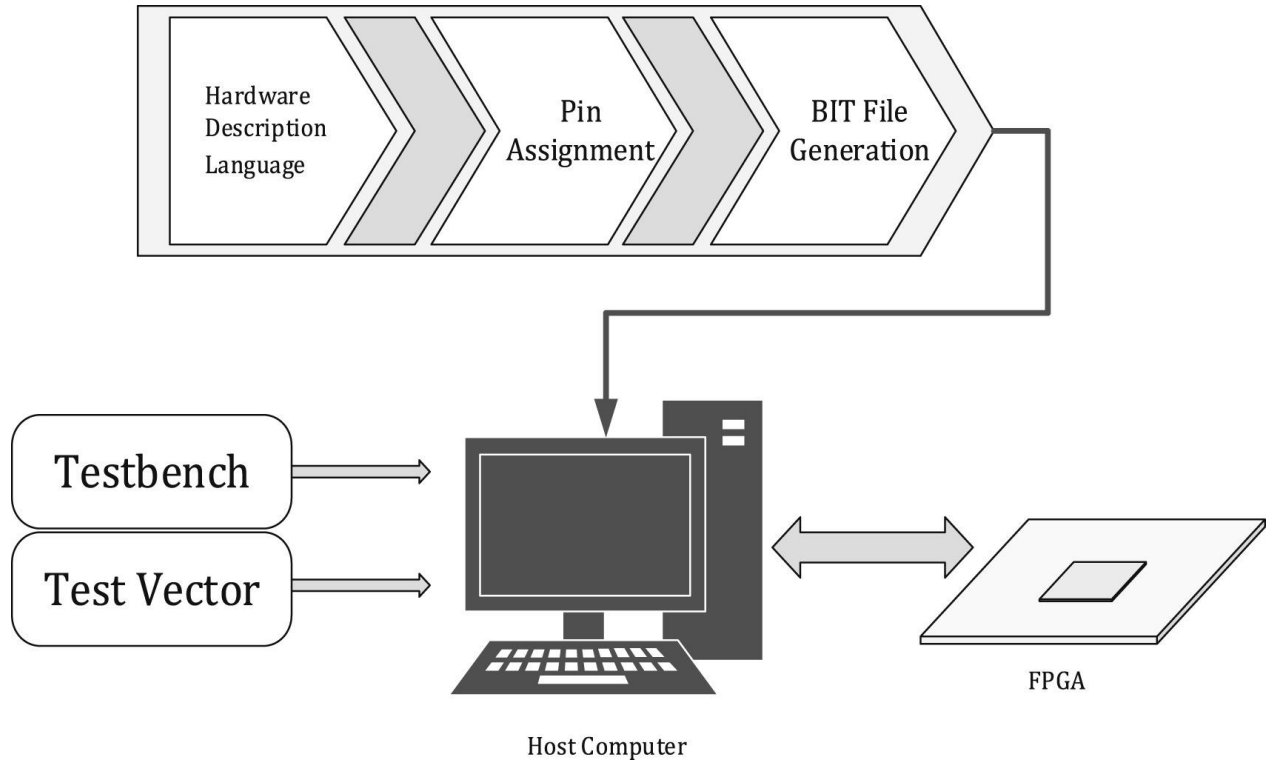 Hardware
Description
Language
Pin
Assignment
BIT File
Generation
Testbench
Test Vector
FPGA
Host Computer